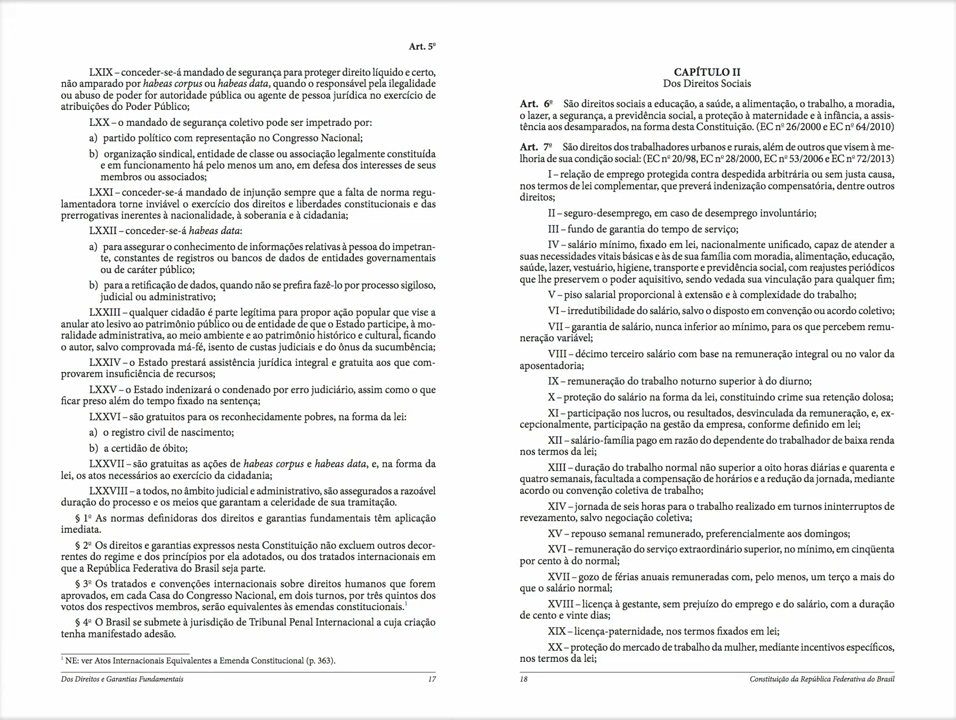 Art. 5º
LXIX – conceder-se-á mandado de segurança para proteger direito líquido e certo,
não amparado por habeas corpus ou habeas data, quando o responsável pela ilegalidade
ou abuso de poder for autoridade pública ou agente de pessoa jurídica no exercício de
atribuições do Poder Público;
LXX – o mandado de segurança coletivo pode ser impetrado por:
a) partido político com representação no Congresso Nacional;
b) organização sindical, entidade de classe ou associação legalmente constituída
e em funcionamento há pelo menos um ano, em defesa dos interesses de seus
membros ou associados;
LXXI – conceder-se-á mandado de injunção sempre que a falta de norma regu-
lamentadora torne inviável o exercício dos direitos e liberdades constitucionais e das
prerrogativas inerentes à nacionalidade, à soberania e à cidadania;
LXXII – conceder-se-á habeas data:
a) para assegurar o conhecimento de informações relativas à pessoa do impetran-
te, constantes de registros ou bancos de dados de entidades governamentais
ou de caráter público;
b) para a retificação de dados, quando não se prefira fazê-lo por processo sigiloso,
judicial ou administrativo;
LXXIII – qualquer cidadão é parte legítima para propor ação popular que vise a
anular ato lesivo ao patrimônio público ou de entidade de que o Estado participe, à mo-
ralidade administrativa, ao meio ambiente e ao patrimônio histórico e cultural, ficando
o autor, salvo comprovada má-fé, isento de custas judiciais e do ônus da sucumbência;
LXXIV – o Estado prestará assistência jurídica integral e gratuita aos que com-
provarem insuficiência de recursos;
LXXV – o Estado indenizará o condenado por erro judiciário, assim como o que
ficar preso além do tempo fixado na sentença;
LXXVI – são gratuitos para os reconhecidamente pobres, na forma da lei:
a) o registro civil de nascimento;
b) a certidão de óbito;
LXXVII – são gratuitas as ações de habeas corpus e habeas data, e, na forma da
lei, os atos necessários ao exercício da cidadania;
LXXVIII – a todos, no âmbito judicial e administrativo, são assegurados a razoável
duração do processo e os meios que garantam a celeridade de sua tramitação.
§ 1º As normas definidoras dos direitos e garantias fundamentais têm aplicação
imediata.
§ 2º Os direitos e garantias expressos nesta Constituição não excluem outros decor-
rentes do regime e dos princípios por ela adotados, ou dos tratados internacionais em
que a República Federativa do Brasil seja parte.
§ 3º Os tratados e convenções internacionais sobre direitos humanos que forem
aprovados, em cada Casa do Congresso Nacional, em dois turnos, por três quintos dos
votos dos respectivos membros, serão equivalentes às emendas constitucionais.¹
§ 4º O Brasil se submete à jurisdição de Tribunal Penal Internacional a cuja criação
tenha manifestado adesão.
¹ NE: ver Atos Internacionais Equivalentes a Emenda Constitucional (p. 363).
Dos Direitos e Garantias Fundamentais 17
CAPÍTULO II
Dos Direitos Sociais
Art. 6º São direitos sociais a educação, a saúde, a alimentação, o trabalho, a moradia,
o lazer, a segurança, a previdência social, a proteção à maternidade e à infância, a assis-
tência aos desamparados, na forma desta Constituição. (EC nº 26/2000 e EC nº 64/2010)
Art. 7º São direitos dos trabalhadores urbanos e rurais, além de outros que visem à me-
lhoria de sua condição social: (EC nº 20/98, EC nº 28/2000, EC nº 53/2006 e EC nº 72/2013)
I – relação de emprego protegida contra despedida arbitrária ou sem justa causa,
nos termos de lei complementar, que preverá indenização compensatória, dentre outros
direitos;
II – seguro-desemprego, em caso de desemprego involuntário;
III – fundo de garantia do tempo de serviço;
IV – salário mínimo, fixado em lei, nacionalmente unificado, capaz de atender a
suas necessidades vitais básicas e às de sua família com moradia, alimentação, educação,
saúde, lazer, vestuário, higiene, transporte e previdência social, com reajustes periódicos
que lhe preservem o poder aquisitivo, sendo vedada sua vinculação para qualquer fim;
V – piso salarial proporcional à extensão e à complexidade do trabalho;
VI – irredutibilidade do salário, salvo o disposto em convenção ou acordo coletivo;
VII – garantia de salário, nunca inferior ao mínimo, para os que percebem remu-
neração variável;
VIII – décimo terceiro salário com base na remuneração integral ou no valor da
aposentadoria;
IX – remuneração do trabalho noturno superior à do diurno;
X – proteção do salário na forma da lei, constituindo crime sua retenção dolosa;
XI – participação nos lucros, ou resultados, desvinculada da remuneração, e, ex-
cepcionalmente, participação na gestão da empresa, conforme definido em lei;
XII – salário-família pago em razão do dependente do trabalhador de baixa renda
nos termos da lei;
XIII – duração do trabalho normal não superior a oito horas diárias e quarenta e
quatro semanais, facultada a compensação de horários e a redução da jornada, mediante
acordo ou convenção coletiva de trabalho;
XIV – jornada de seis horas para o trabalho realizado em turnos ininterruptos de
revezamento, salvo negociação coletiva;
XV – repouso semanal remunerado, preferencialmente aos domingos;
XVI – remuneração do serviço extraordinário superior, no mínimo, em cinqüenta
por cento à do normal;
XVII – gozo de férias anuais remuneradas com, pelo menos, um terço a mais do
que o salário normal;
XVIII – licença à gestante, sem prejuízo do emprego e do salário, com a duração
de cento e vinte dias;
XIX – licença-paternidade, nos termos fixados em lei;
XX – proteção do mercado de trabalho da mulher, mediante incentivos específicos,
nos termos da lei;
18 Constituição da República Federativa do Brasil